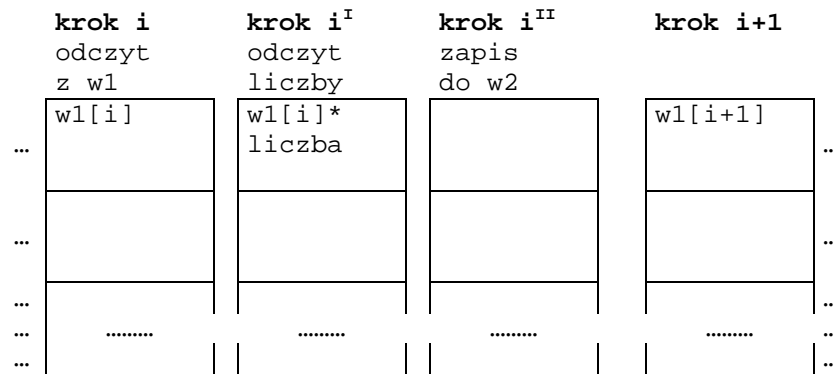 krok i krok i^I krok i^II krok i+1
odczyt odczyt zapis
z w1 liczby do w2
w1[i] w1[i]* w1[i+1]
… liczba ..
… ..
… ..
… ……… ……… ……… ……… ..
… ..